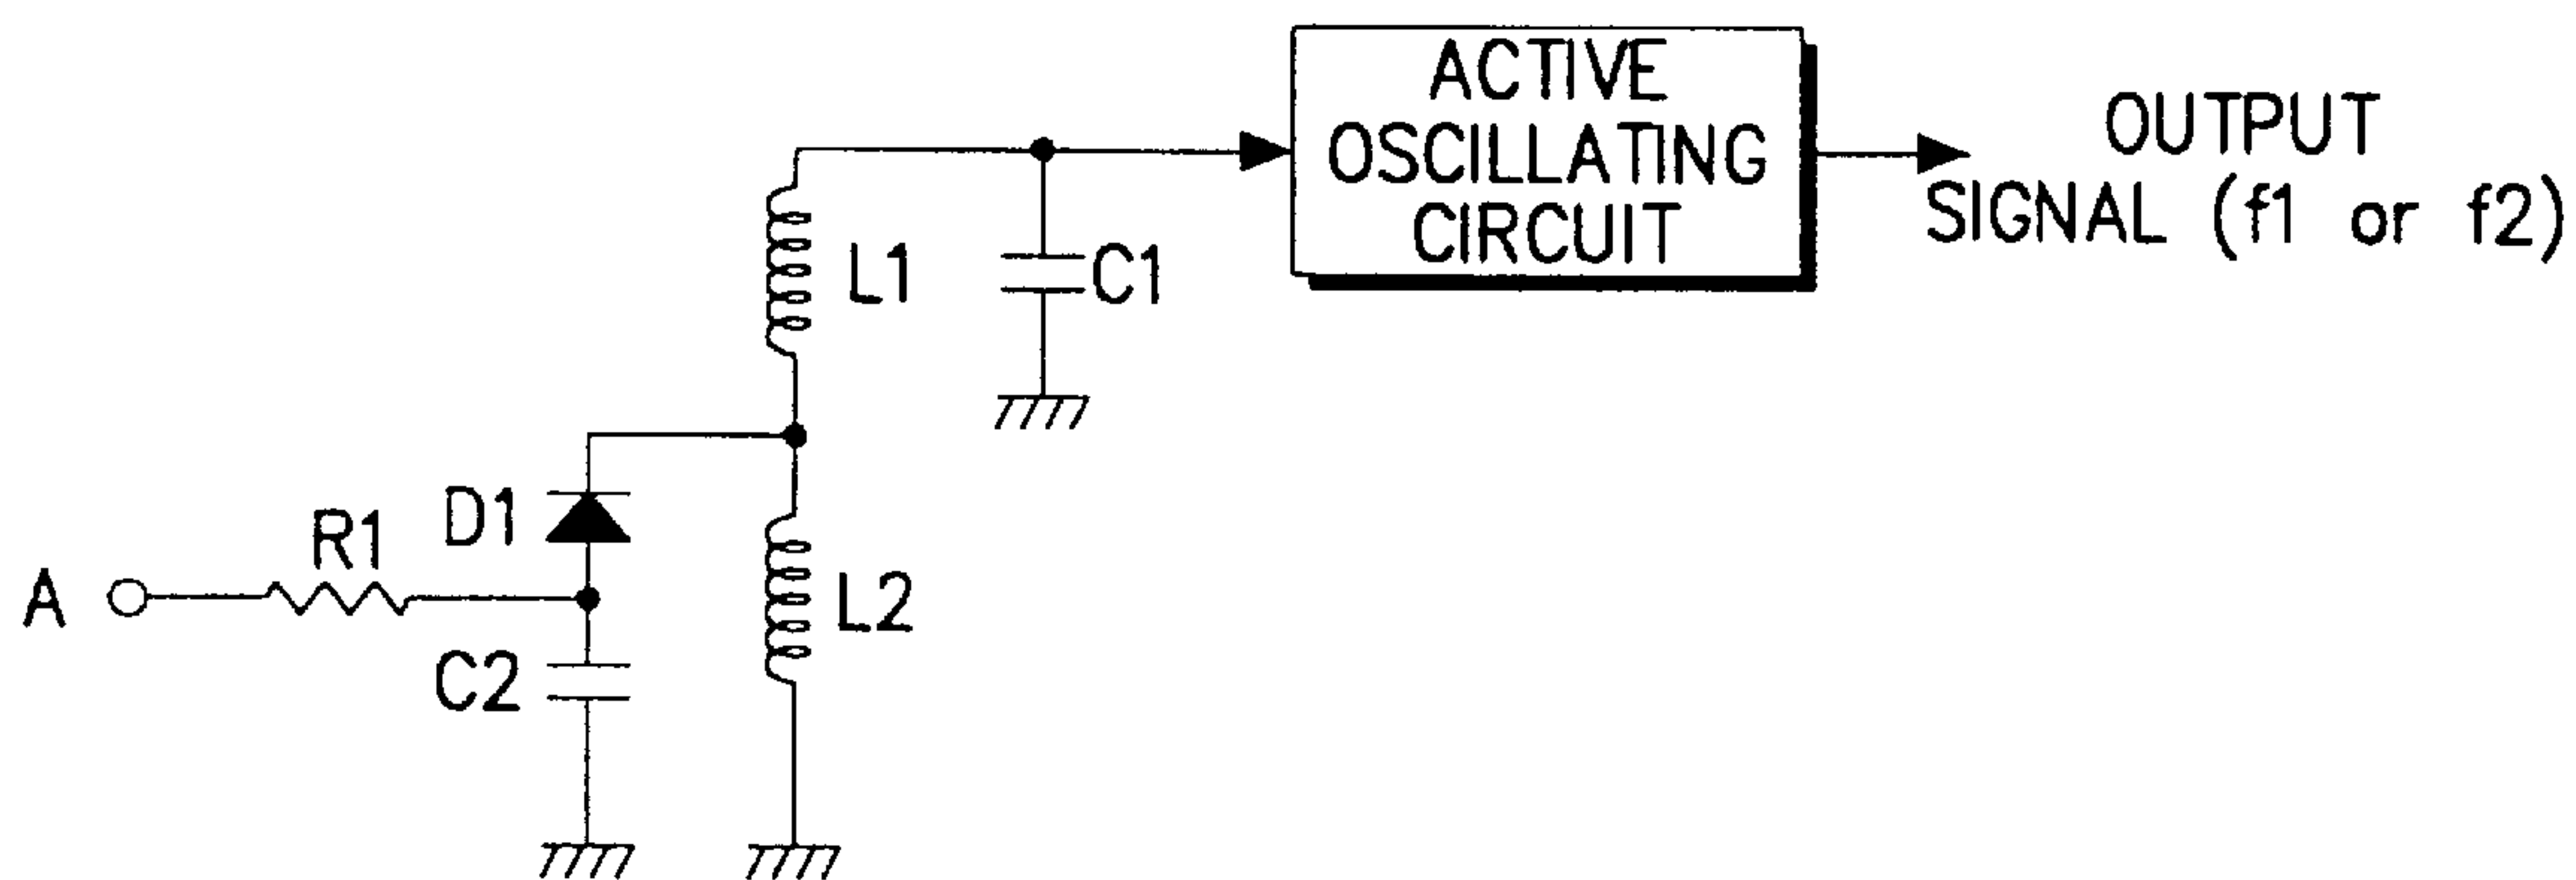 ACTIVE
OSCILLATING
CIRCUIT
OUTPUT
SIGNAL (f1 or f2)
L1
C1
D1
R1
A
L2
C2